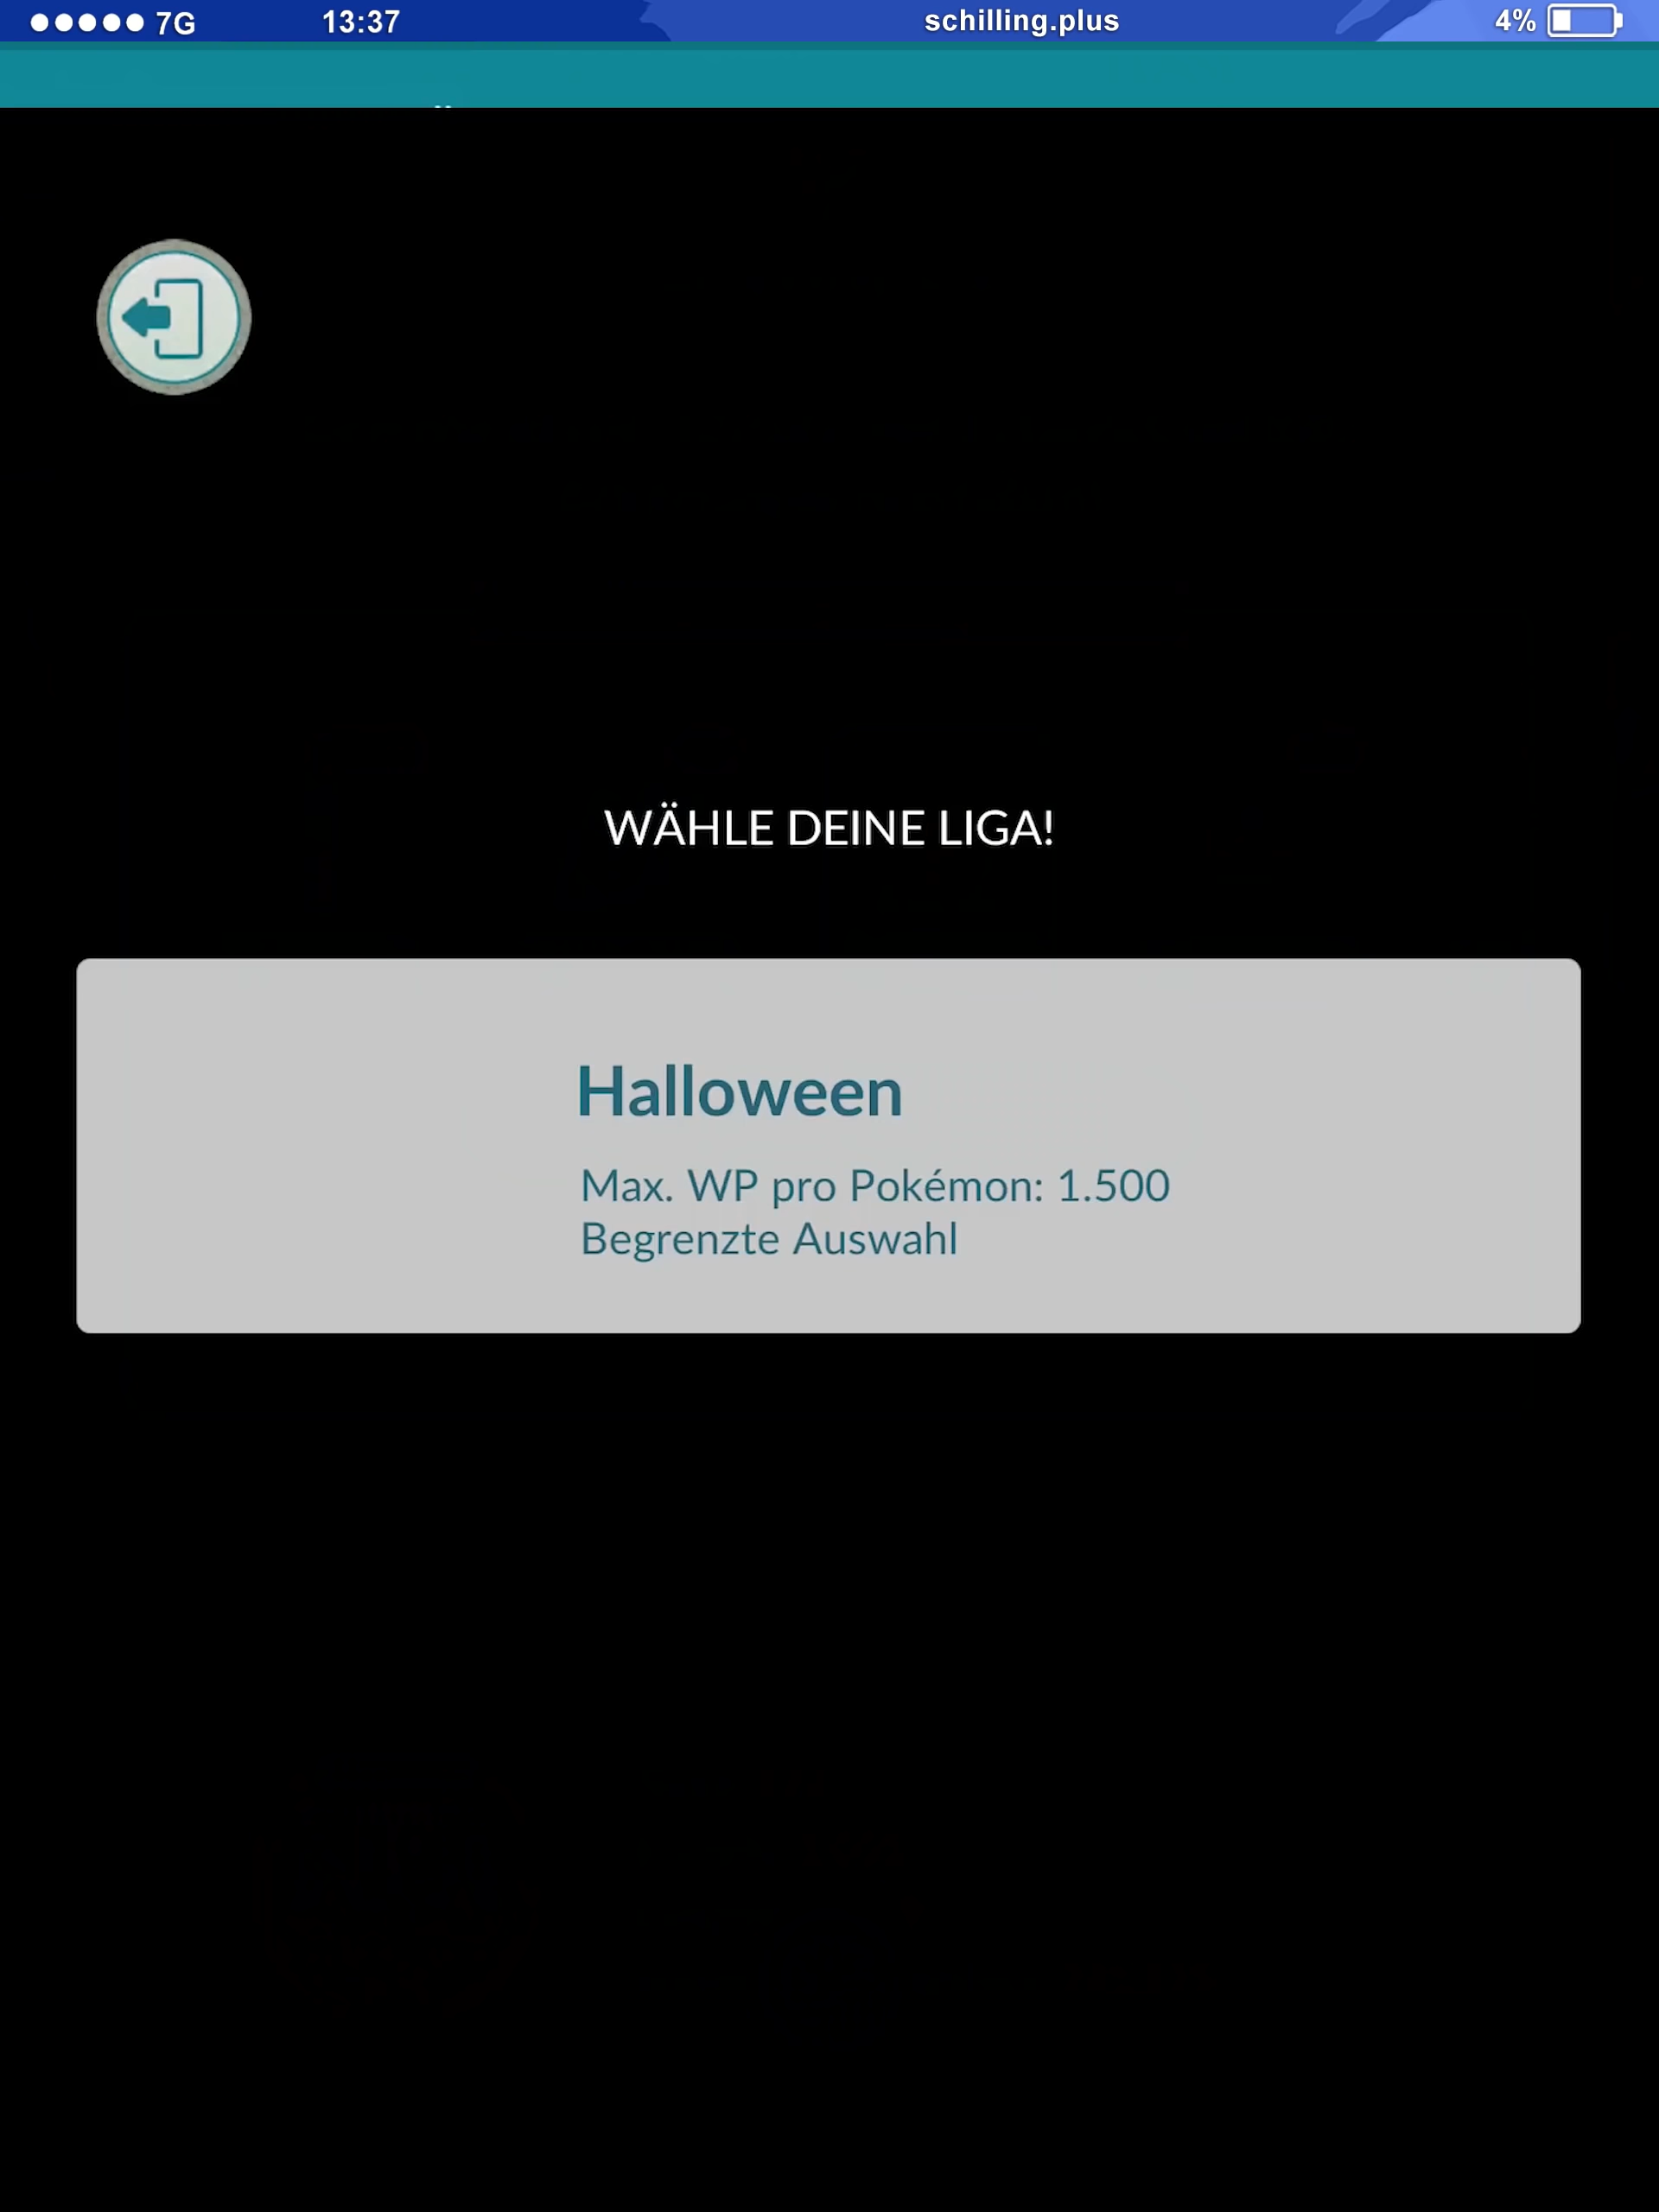 7G 13:37 schilling.plus 4%
WÄHLE DEINE LIGA!
Halloween
Max. WP pro Pokémon: 1.500
Begrenzte Auswahl